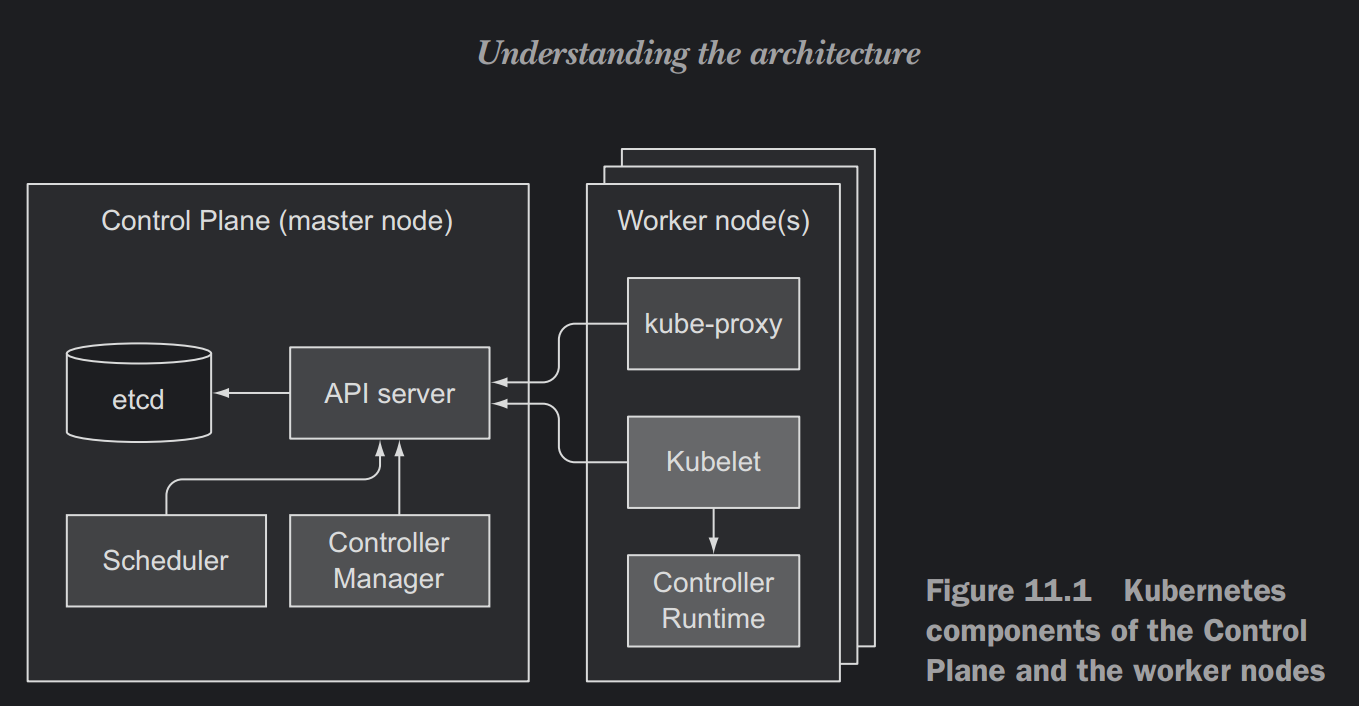 Understanding the architecture
Control Plane (master node)
etcd
API server
Scheduler
Controller
Manager
Worker node(s)
kube-proxy
Kubelet
Controller
Runtime
Figure 11.1 Kubernetes
components of the Control
Plane and the worker nodes